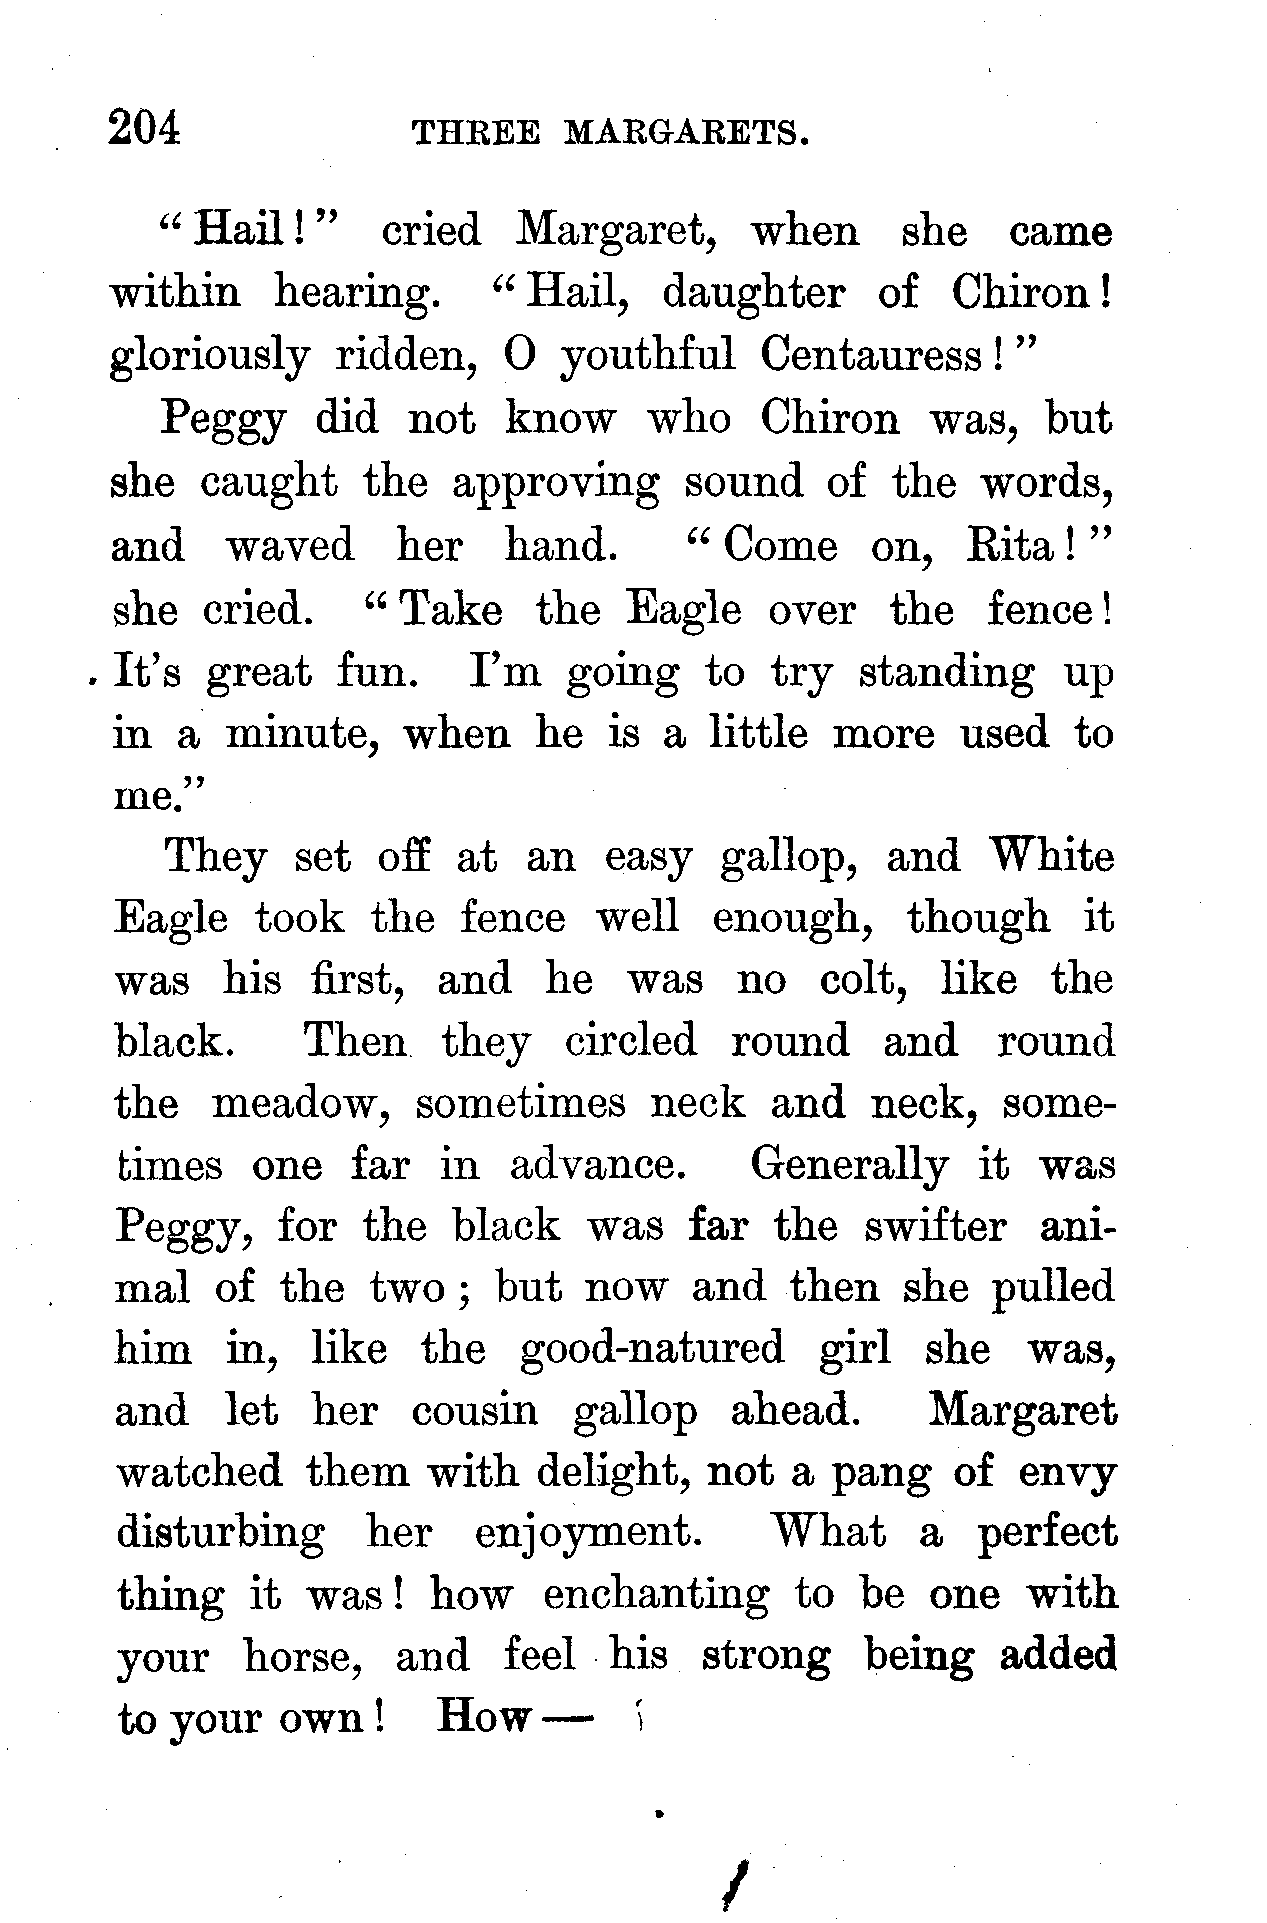 204 THREE MARGARETS.
“Hail!” cried Margaret, when she came
within hearing. “Hail, daughter of Chiron!
gloriously ridden, O youthful Centauress!”
Peggy did not know who Chiron was, but
she caught the approving sound of the words,
and waved her hand. “Come on, Rita!”
she cried. “Take the Eagle over the fence!
It’s great fun. I’m going to try standing up
in a minute, when he is a little more used to
me.”
They set off at an easy gallop, and White
Eagle took the fence well enough, though it
was his first, and he was no colt, like the
black. Then they circled round and round
the meadow, sometimes neck and neck, some-
times one far in advance. Generally it was
Peggy, for the black was far the swifter ani-
mal of the two; but now and then she pulled
him in, like the good-natured girl she was,
and let her cousin gallop ahead. Margaret
watched them with delight, not a pang of envy
disturbing her enjoyment. What a perfect
thing it was! how enchanting to be one with
your horse, and feel his strong being added
to your own! How—